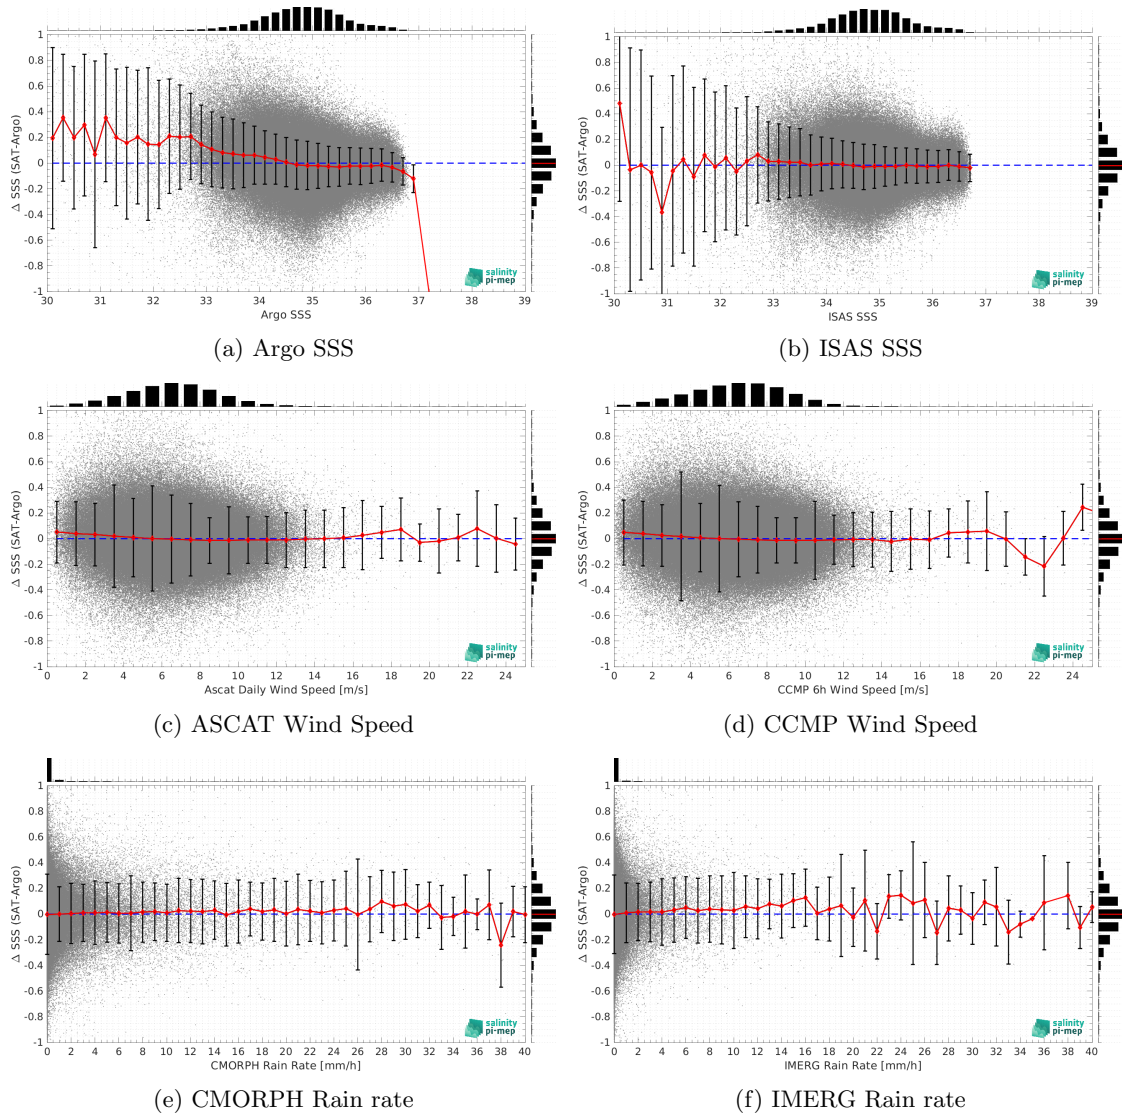 1
0.8
0.6
0.4
0.2
0
-0.2
-0.4
-0.6
-0.8
-1
Δ SSS (SAT-Argo)
30 31 32 33 34 35 36 37 38 39
Argo SSS
salinity
pi-mep
(a) Argo SSS
1
0.8
0.6
0.4
0.2
0
-0.2
-0.4
-0.6
-0.8
-1
Δ SSS (SAT-Argo)
30 31 32 33 34 35 36 37 38 39
ISAS SSS
salinity
pi-mep
(b) ISAS SSS
1
0.8
0.6
0.4
0.2
0
-0.2
-0.4
-0.6
-0.8
-1
Δ SSS (SAT-Argo)
0 2 4 6 8 10 12 14 16 18 20 22 24
Ascat Daily Wind Speed [m/s]
salinity
pi-mep
(c) ASCAT Wind Speed
1
0.8
0.6
0.4
0.2
0
-0.2
-0.4
-0.6
-0.8
-1
Δ SSS (SAT-Argo)
0 2 4 6 8 10 12 14 16 18 20 22 24
CCMP 6h Wind Speed [m/s]
salinity
pi-mep
(d) CCMP Wind Speed
1
0.8
0.6
0.4
0.2
0
-0.2
-0.4
-0.6
-0.8
-1
Δ SSS (SAT-Argo)
0 2 4 6 8 10 12 14 16 18 20 22 24 26 28 30 32 34 36 38 40
CMORPH Rain Rate [mm/h]
salinity
pi-mep
(e) CMORPH Rain rate
1
0.8
0.6
0.4
0.2
0
-0.2
-0.4
-0.6
-0.8
-1
Δ SSS (SAT-Argo)
0 2 4 6 8 10 12 14 16 18 20 22 24 26 28 30 32 34 36 38 40
IMERG Rain Rate [mm/h]
salinity
pi-mep
(f) IMERG Rain rate